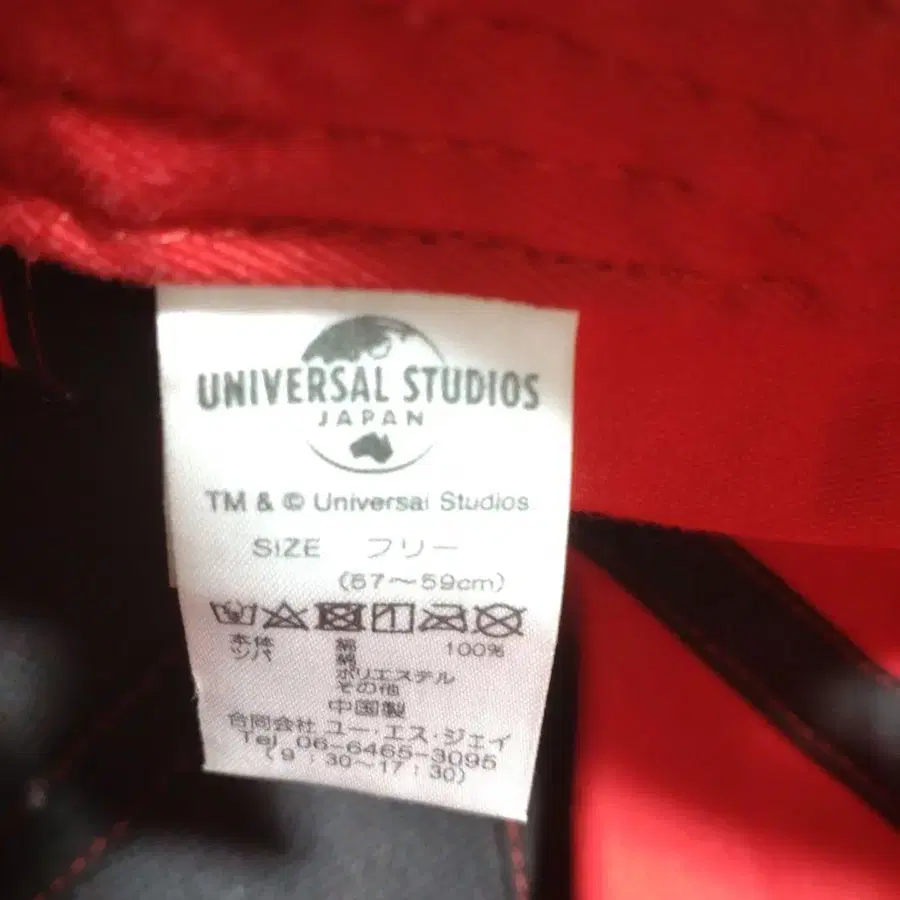 UNIVERSAL STUDIOS
JAPAN
TM & © Universal Studios
SIZE フリー
(57～59cm)
本体 綿 100%
ツバ 綿
ポリエステル
その他
中国製
合同会社 ユー・エス・ジェイ
Tel 06-6465-3095
(9:30～17:30)